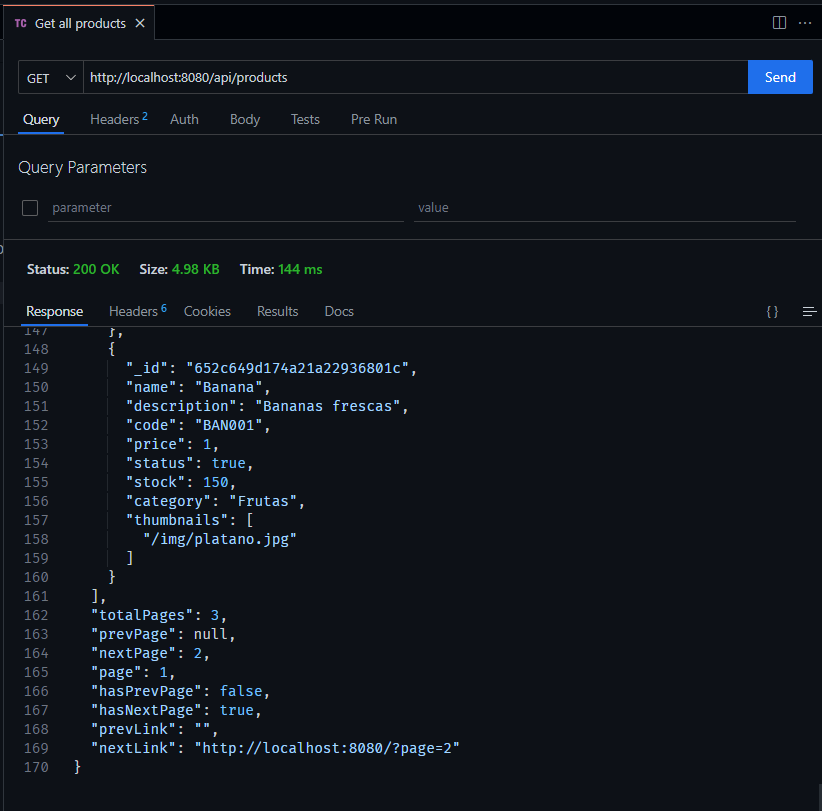 TC Get all products ×
GET http://localhost:8080/api/products Send
Query Headers 2 Auth Body Tests Pre Run
Query Parameters
parameter value
Status: 200 OK Size: 4.98 KB Time: 144 ms
Response Headers 6 Cookies Results Docs { }
147 },
148 {
149 "_id": "652c649d174a21a22936801c",
150 "name": "Banana",
151 "description": "Bananas frescas",
152 "code": "BAN001",
153 "price": 1,
154 "status": true,
155 "stock": 150,
156 "category": "Frutas",
157 "thumbnails": [
158 "/img/platano.jpg"
159 ]
160 }
161 ],
162 "totalPages": 3,
163 "prevPage": null,
164 "nextPage": 2,
165 "page": 1,
166 "hasPrevPage": false,
167 "hasNextPage": true,
168 "prevLink": "",
169 "nextLink": "http://localhost:8080/?page=2"
170 }